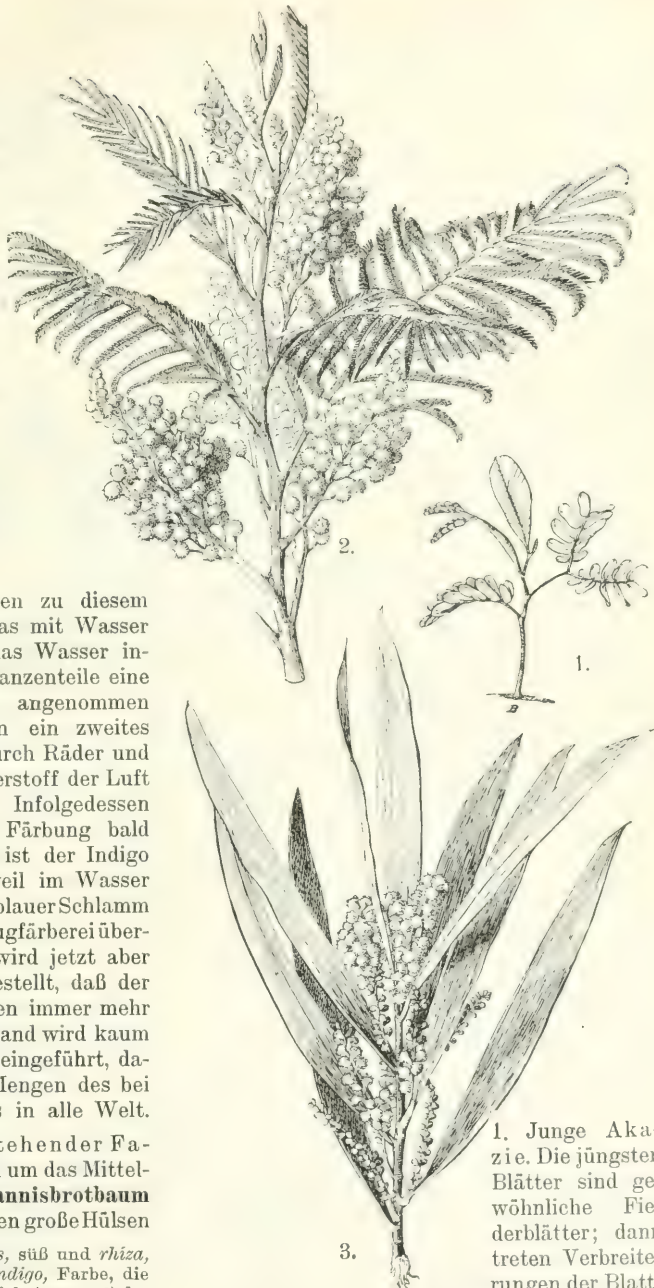 2.
1.
B
en zu diesem
as mit Wasser
as Wasser in-
anzenteile eine
angenommen
n ein zweites
urch Räder und
erstoff der Luft
Infolgedessen
Färbung bald
ist der Indigo
eil im Wasser
blauer Schlamm
ugfärberei über-
wird jetzt aber
estellt, daß der
en immer mehr
and wird kaum
eingeführt, da-
Mengen des bei
s in alle Welt.
tehender Fa-
um das Mittel-
annisbrotbaum
en große Hülsen
s, süß und rhiza,
ndigo, Farbe, die
3.
1. Junge Aka-
zie. Die jüngsten
Blätter sind ge-
wöhnliche Fie-
derblätter; dann
treten Verbreite-
rungen der Blatt-